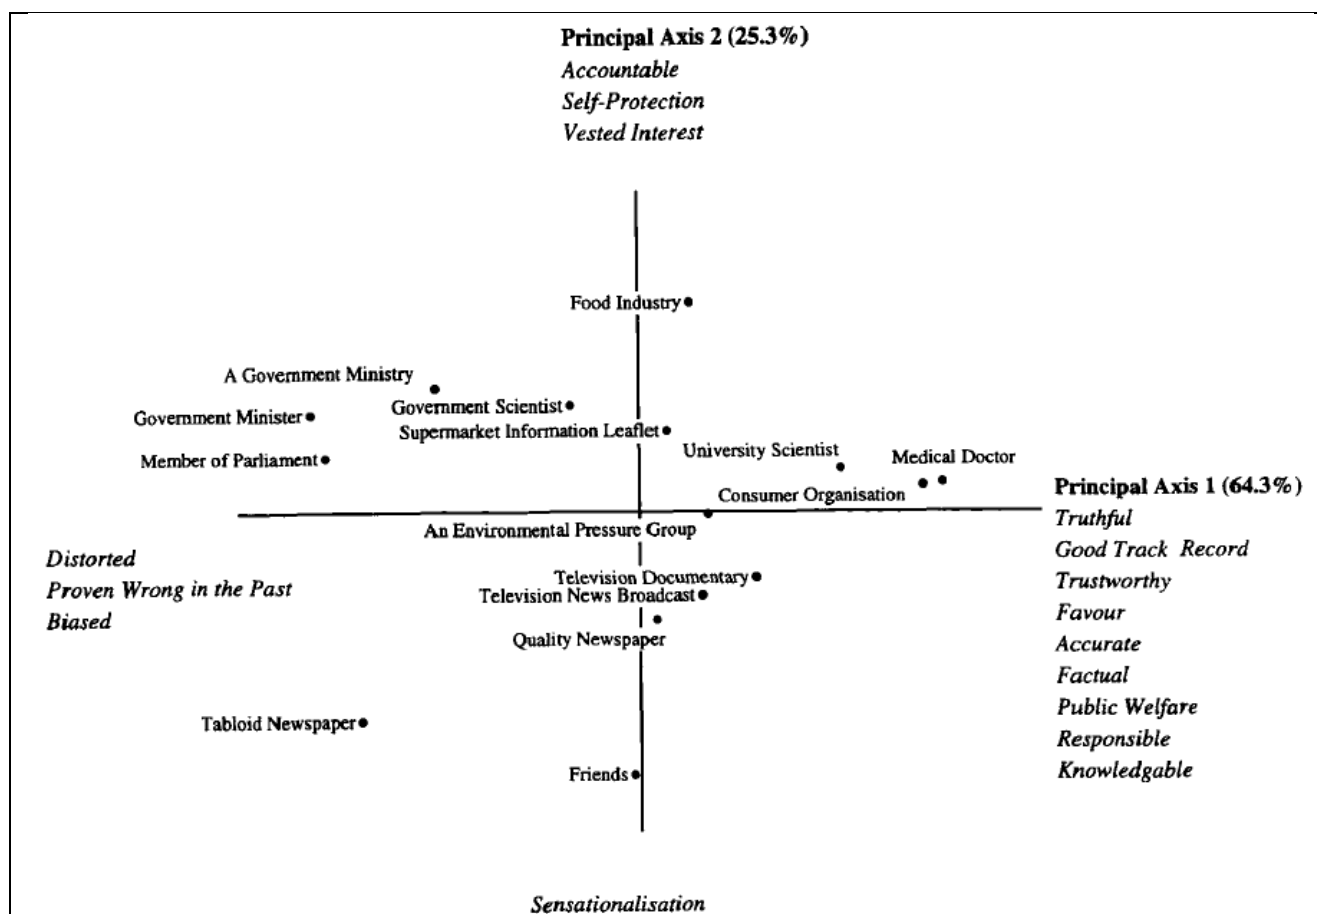 Principal Axis 2 (25.3%)
Accountable
Self-Protection
Vested Interest
Food Industry
A Government Ministry
Government Scientist
Government Minister
Supermarket Information Leaflet
University Scientist
Medical Doctor
Member of Parliament
Consumer Organisation
Principal Axis 1 (64.3%)
Truthful
Good Track Record
Trustworthy
Favour
Accurate
Factual
Public Welfare
Responsible
Knowledgable
An Environmental Pressure Group
Distorted
Proven Wrong in the Past
Biased
Television Documentary
Television News Broadcast
Quality Newspaper
Tabloid Newspaper
Friends
Sensationalisation